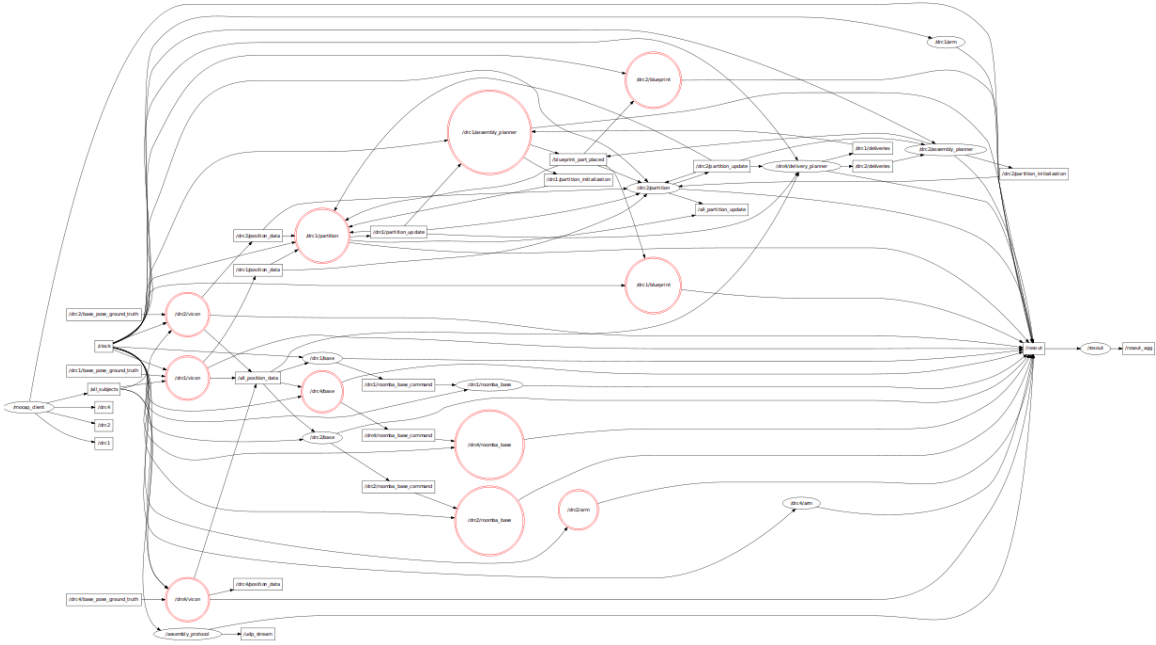 /drc1/arm
/drc2/blueprint
/drc1/assembly_planner
/drc1/deliveries
/drc2/assembly_planner
/blueprint_part_placed
/drc2/partition_update
/drc4/delivery_planner
/drc2/deliveries
/drc2/partition_initialization
/drc1/partition_initialization
/drc2/partition
/all_partition_update
/drc2/position_data
/drc1/partition
/drc1/partition_update
/drc1/position_data
/drc1/blueprint
/drc2/base_pose_ground_truth
/drc2/vicon
/clock
/rosout
/rosout
/rosout_agg
/drc1/base
/drc1/base_pose_ground_truth
/drc1/vicon
/all_position_data
/drc1/roomba_base_command
/drc1/roomba_base
/all_subjects
/drc4/base
/mocap_client
/drc4
/drc2
/drc1
/drc2/base
/drc4/roomba_base_command
/drc4/roomba_base
/drc2/roomba_base_command
/drc2/roomba_base
/drc2/arm
/drc4/arm
/drc4/position_data
/drc4/base_pose_ground_truth
/drc4/vicon
/assembly_protocol
/udp_stream